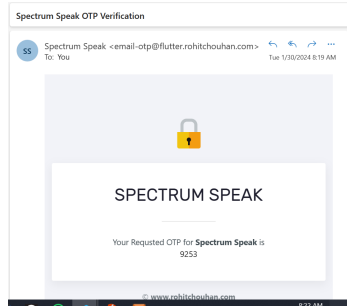 Spectrum Speak OTP Verification
SS
Spectrum Speak <email-otp@flutter.rohitchouhan.com>
To: You
Tue 1/30/2024 8:19 AM
SPECTRUM SPEAK
Your Requsted OTP for Spectrum Speak is
9253
© www.rohitchouhan.com
8:22 AM